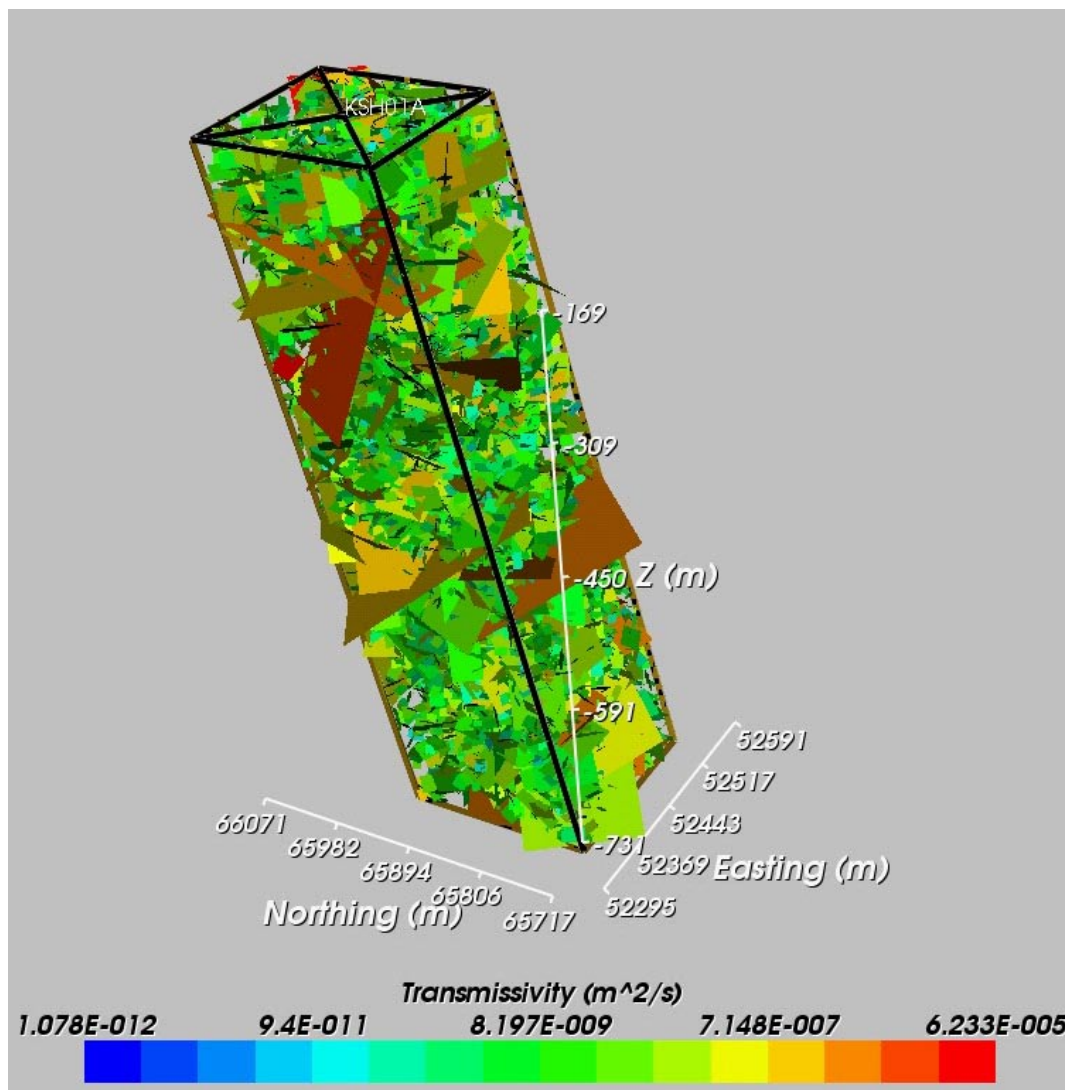 KSH01A
-169
-309
-450 Z (m)
-591
-731
52591
52517
52443
52369 Easting (m)
52295
66071
65982
65894
65806
65717
Northing (m)
Transmissivity (m^2/s)
1.078E-012 9.4E-011 8.197E-009 7.148E-007 6.233E-005